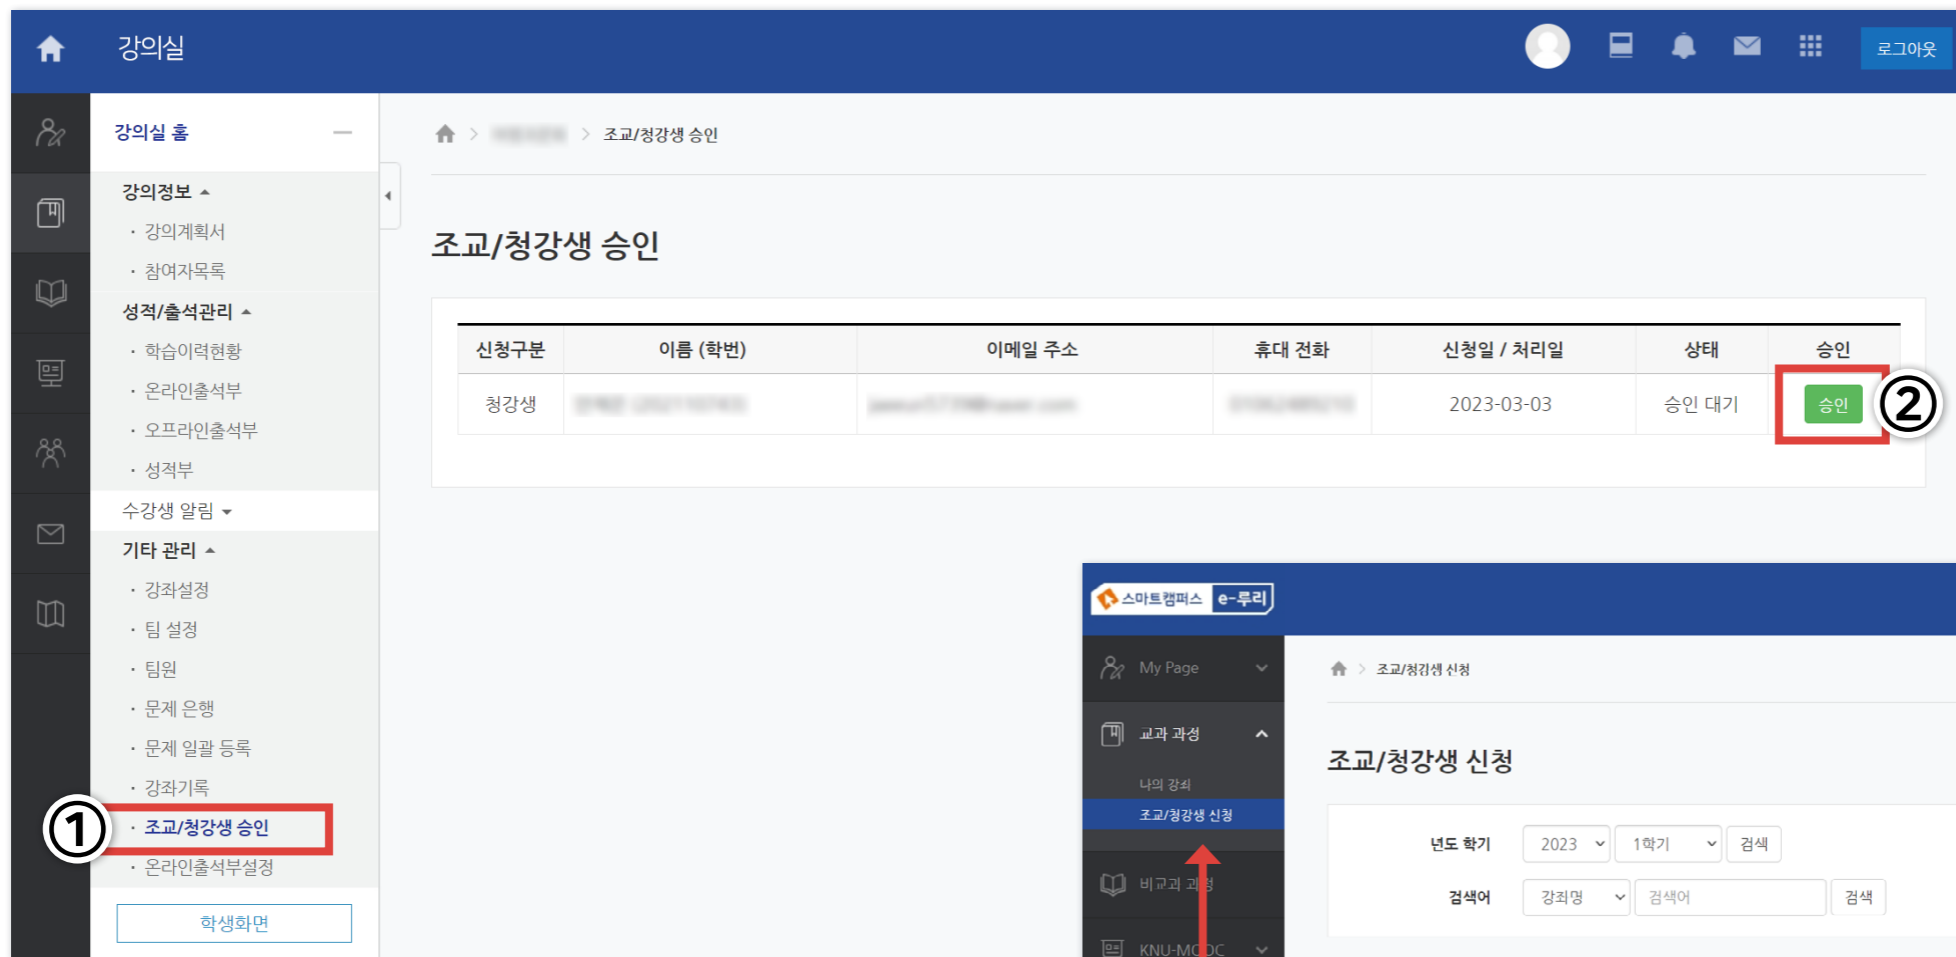 강의실
로그아웃
강의실 홈
강의정보
· 강의계획서
· 참여자목록
성적/출석관리
· 학습이력현황
· 온라인출석부
· 오프라인출석부
· 성적부
수강생 알림
기타 관리
· 강좌설정
· 팀 설정
· 팀원
· 문제 은행
· 문제 일괄 등록
· 강좌기록
① · 조교/청강생 승인
· 온라인출석부설정
학생화면
> > 조교/청강생 승인
조교/청강생 승인
신청구분 이름 (학번) 이메일 주소 휴대 전화 신청일 / 처리일 상태 승인
청강생 2023-03-03 승인 대기 승인 ②
스마트캠퍼스 e-루리
My Page
교과 과정
나의 강좌
조교/청강생 신청
비교과
KNU-MOOC
> 조교/청강생 신청
조교/청강생 신청
년도 학기 2023 1학기 검색
검색어 강좌명 검색어 검색